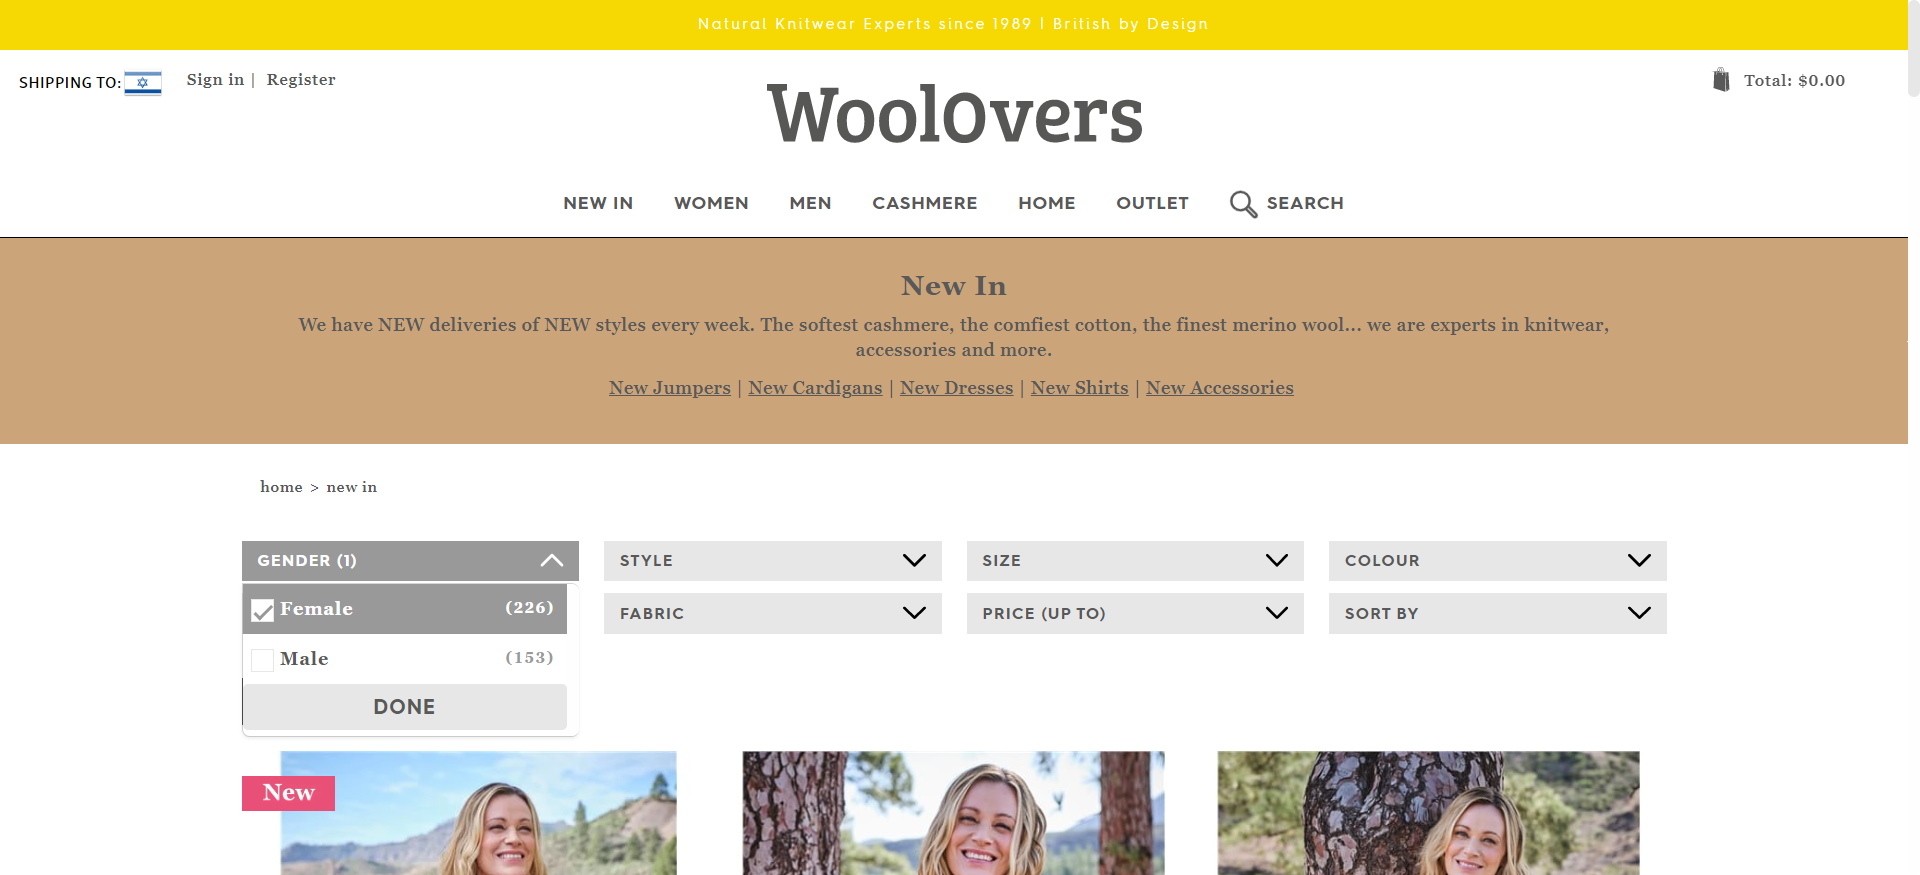 Natural Knitwear Experts since 1989 | British by Design
SHIPPING TO:
Sign in | Register
WoolOvers
Total: $0.00
NEW IN WOMEN MEN CASHMERE HOME OUTLET SEARCH
New In
We have NEW deliveries of NEW styles every week. The softest cashmere, the comfiest cotton, the finest merino wool... we are experts in knitwear,
accessories and more.
New Jumpers | New Cardigans | New Dresses | New Shirts | New Accessories
home > new in
GENDER (1) STYLE SIZE COLOUR
Female (226)
FABRIC PRICE (UP TO) SORT BY
Male (153)
DONE
New